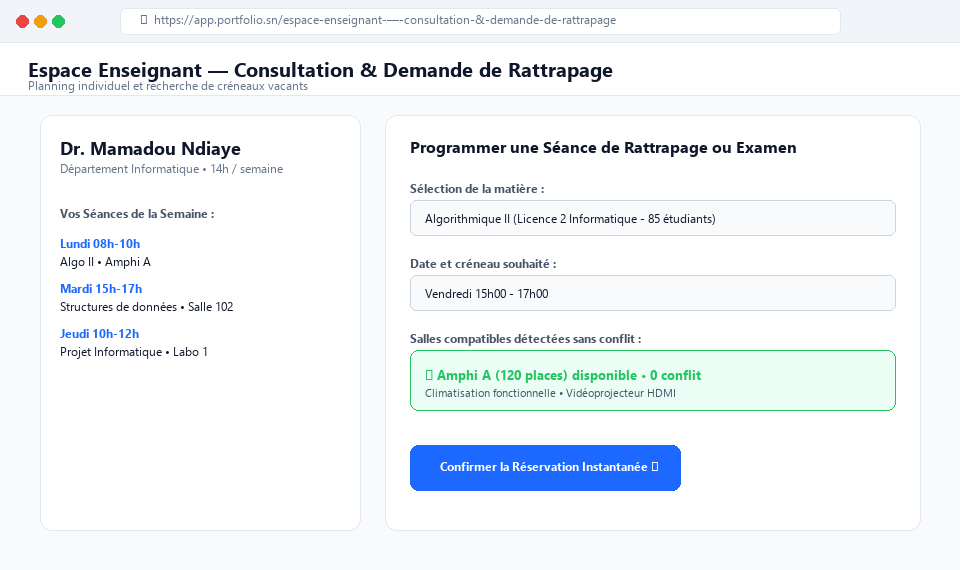 https://app.portfolio.sn/espace-enseignant-—-consultation-&-demande-de-rattrapage
Espace Enseignant — Consultation & Demande de Rattrapage
Planning individuel et recherche de créneaux vacants
Dr. Mamadou Ndiaye
Département Informatique • 14h / semaine
Vos Séances de la Semaine :
Lundi 08h-10h
Algo II • Amphi A
Mardi 15h-17h
Structures de données • Salle 102
Jeudi 10h-12h
Projet Informatique • Labo 1
Programmer une Séance de Rattrapage ou Examen
Sélection de la matière :
Algorithmique II (Licence 2 Informatique - 85 étudiants)
Date et créneau souhaité :
Vendredi 15h00 - 17h00
Salles compatibles détectées sans conflit :
Amphi A (120 places) disponible • 0 conflit
Climatisation fonctionnelle • Vidéoprojecteur HDMI
Confirmer la Réservation Instantanée